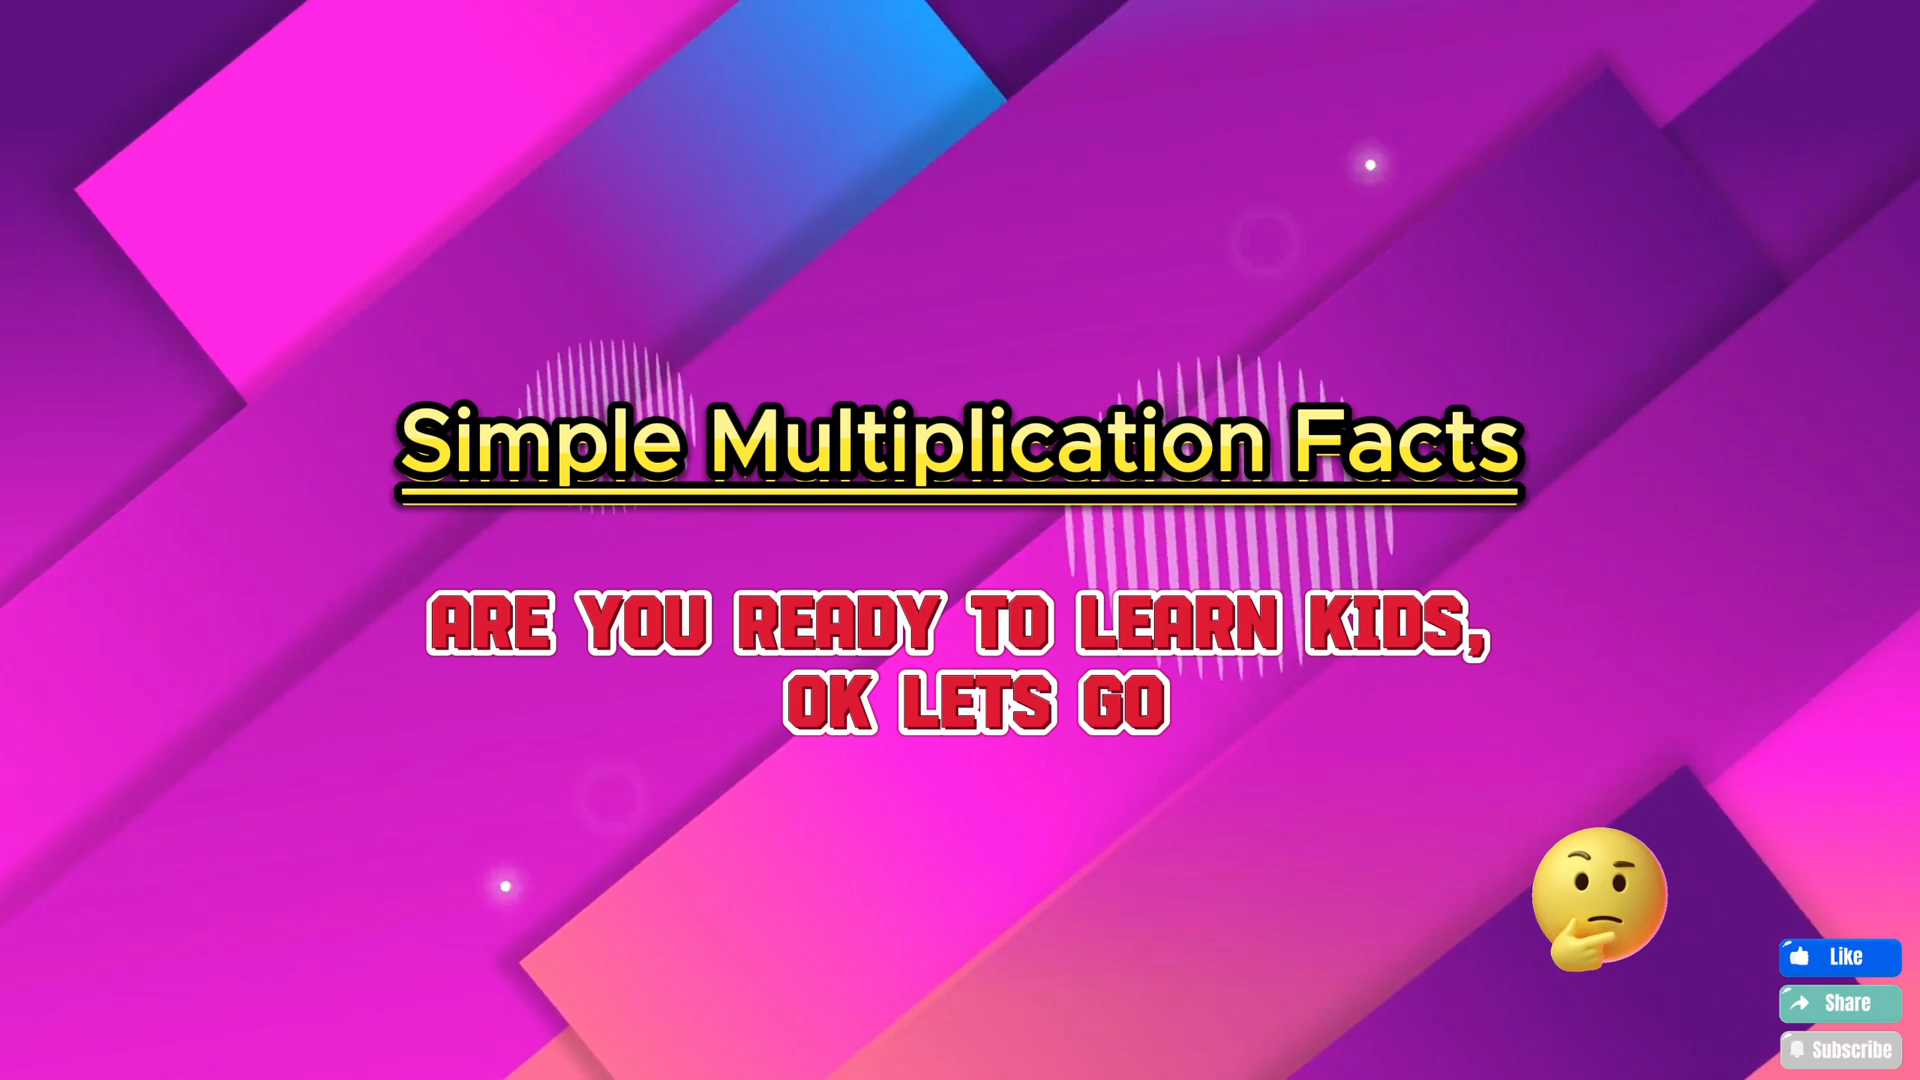 Simple Multiplication Facts
ARE YOU READY TO LEARN KIDS,
OK LETS GO
Like
Share
Subscribe